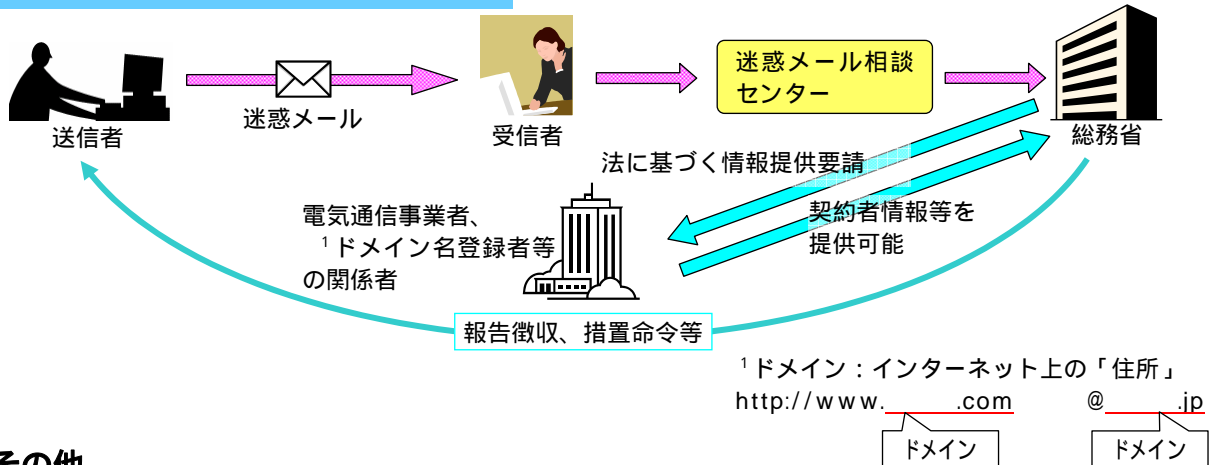 迷惑メール相談
センター
迷惑メール
送信者
受信者
総務省
法に基づく情報提供要請
契約者情報等を
提供可能
電気通信事業者、
¹ドメイン名登録者等
の関係者
報告徴収、措置命令等
¹ドメイン：インターネット上の「住所」
http://www.______.com @______.jp
ドメイン ドメイン
その他